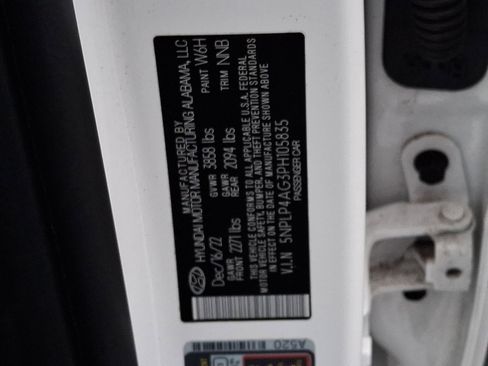 MANUFACTURED BY
HYUNDAI MOTOR MANUFACTURING ALABAMA, LLC
Dec/16/22 GVWR 3858 lbs PAINT W6H
GAWR FRONT 2271 lbs GAWR REAR 2094 lbs TRIM NNB
THIS VEHICLE CONFORMS TO ALL APPLICABLE U.S.A. FEDERAL
MOTOR VEHICLE SAFETY, BUMPER, AND THEFT PREVENTION
STANDARDS IN EFFECT ON THE DATE OF MANUFACTURE SHOWN ABOVE
V.I.N 5NPLP4AG3PH105835
PASSENGER CAR
A520